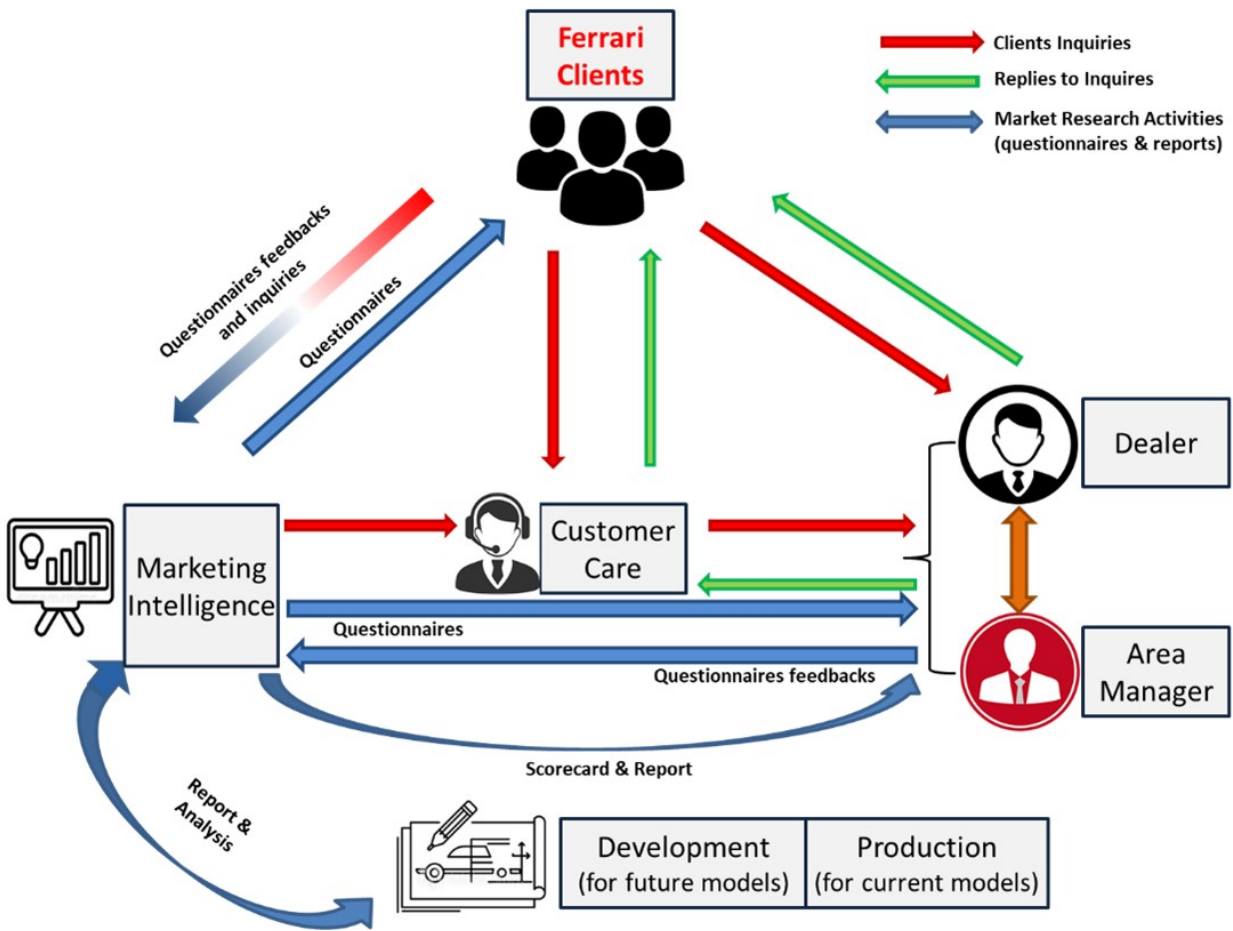 Ferrari
Clients
Clients Inquiries
Replies to Inquires
Market Research Activities
(questionnaires & reports)
Questionnaires feedbacks
and inquiries
Questionnaires
Dealer
Customer
Care
Marketing
Intelligence
Questionnaires
Questionnaires feedbacks
Area
Manager
Scorecard & Report
Report &
Analysis
Development
(for future models)
Production
(for current models)